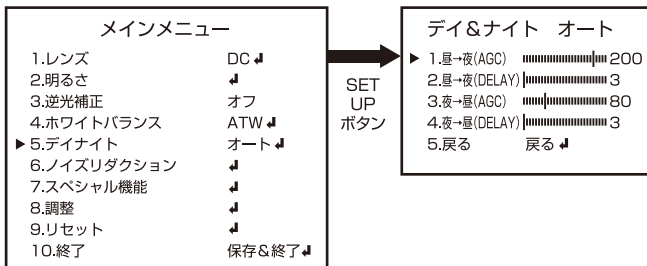 メインメニュー
1.レンズ DC
2.明るさ
3.逆光補正 オフ
4.ホワイトバランス ATW
5.デイナイト オート
6.ノイズリダクション
7.スペシャル機能
8.調整
9.リセット
10.終了 保存&終了
SET
UP
ボタン
デイ&ナイト オート
1.昼→夜(AGC) 200
2.昼→夜(DELAY) 3
3.夜→昼(AGC) 80
4.夜→昼(DELAY) 3
5.戻る 戻る